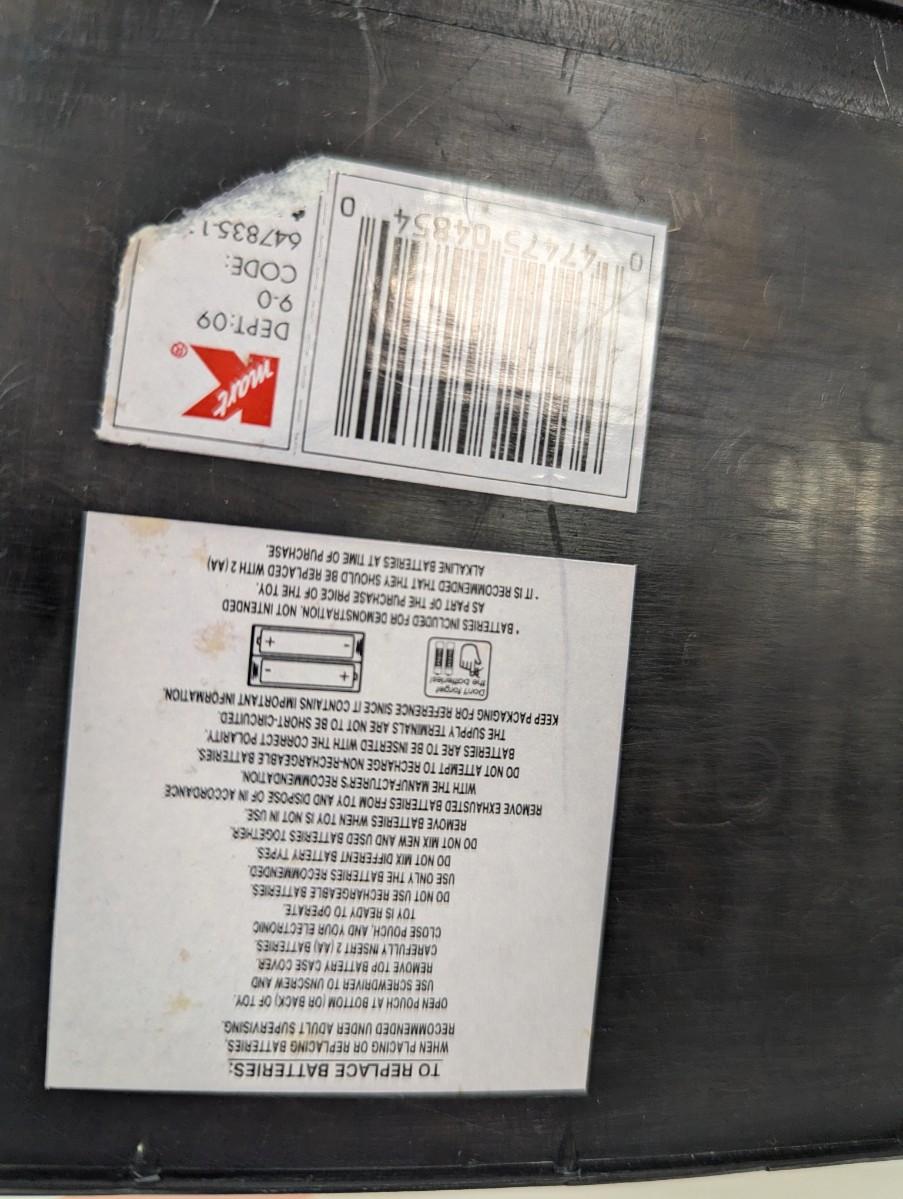 TO REPLACE BATTERIES:
WHEN PLACING OR REPLACING BATTERIES,
RECOMMENDED UNDER ADULT SUPERVISING.
OPEN POUCH AT BOTTOM (OR BACK) OF TOY.
USE SCREWDRIVER TO UNSCREW AND
REMOVE TOP BATTERY CASE COVER.
CAREFULLY INSERT 2 (AA) BATTERIES.
CLOSE POUCH, AND YOUR ELECTRONIC
TOY IS READY TO OPERATE.
DO NOT USE RECHARGEABLE BATTERIES.
USE ONLY THE BATTERIES RECOMMENDED.
DO NOT MIX DIFFERENT BATTERY TYPES.
DO NOT MIX NEW AND USED BATTERIES TOGETHER.
REMOVE BATTERIES WHEN TOY IS NOT IN USE.
REMOVE EXHAUSTED BATTERIES FROM TOY AND DISPOSE OF IN ACCORDANCE
WITH THE MANUFACTURER'S RECOMMENDATION.
DO NOT ATTEMPT TO RECHARGE NON-RECHARGEABLE BATTERIES.
BATTERIES ARE TO BE INSERTED WITH THE CORRECT POLARITY.
THE SUPPLY TERMINALS ARE NOT TO BE SHORT-CIRCUITED.
KEEP PACKAGING FOR REFERENCE SINCE IT CONTAINS IMPORTANT INFORMATION.
Don't forget
the batteries!
+ -
- +
* BATTERIES INCLUDED FOR DEMONSTRATION, NOT INTENDED
AS PART OF THE PURCHASE PRICE OF THE TOY.
* IT IS RECOMMENDED THAT THEY SHOULD BE REPLACED WITH 2 (AA)
ALKALINE BATTERIES AT TIME OF PURCHASE.
Kmart ®
DEPT:09
9-0
CODE:
647835-1
0 47475 04854 0